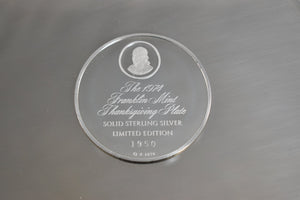 The 1974
Franklin Mint
Thanksgiving Plate
SOLID STERLING SILVER
LIMITED EDITION
1950